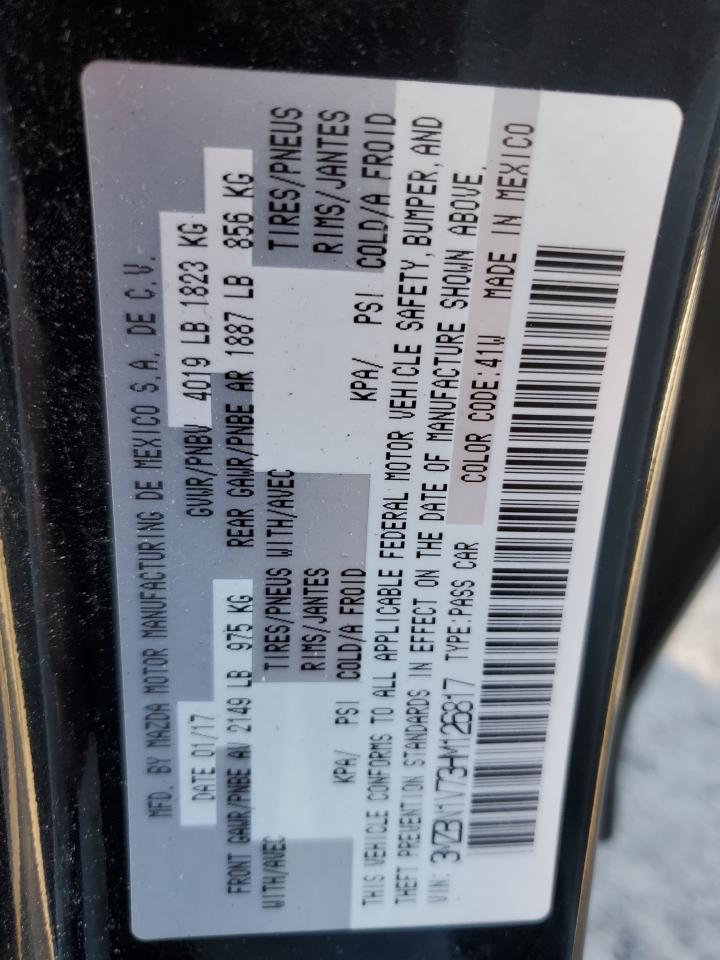 MFD. BY MAZDA MOTOR MANUFACTURING DE MEXICO S.A. DE C.V.
DATE 01/17 GVWR/PNBV 4019 LB 1823 KG
FRONT GAWR/PNBE AV 2149 LB 975 KG REAR GAWR/PNBE AR 1887 LB 856 KG
WITH/AVEC TIRES/PNEUS WITH/AVEC TIRES/PNEUS
RIMS/JANTES RIMS/JANTES
KPA/ PSI COLD/A FROID KPA/ PSI COLD/A FROID
THIS VEHICLE CONFORMS TO ALL APPLICABLE FEDERAL MOTOR VEHICLE SAFETY, BUMPER, AND
THEFT PREVENTION STANDARDS IN EFFECT ON THE DATE OF MANUFACTURE SHOWN ABOVE.
VIN: 3MZBN1V73HM126817 TYPE:PASS CAR COLOR CODE:41W MADE IN MEXICO